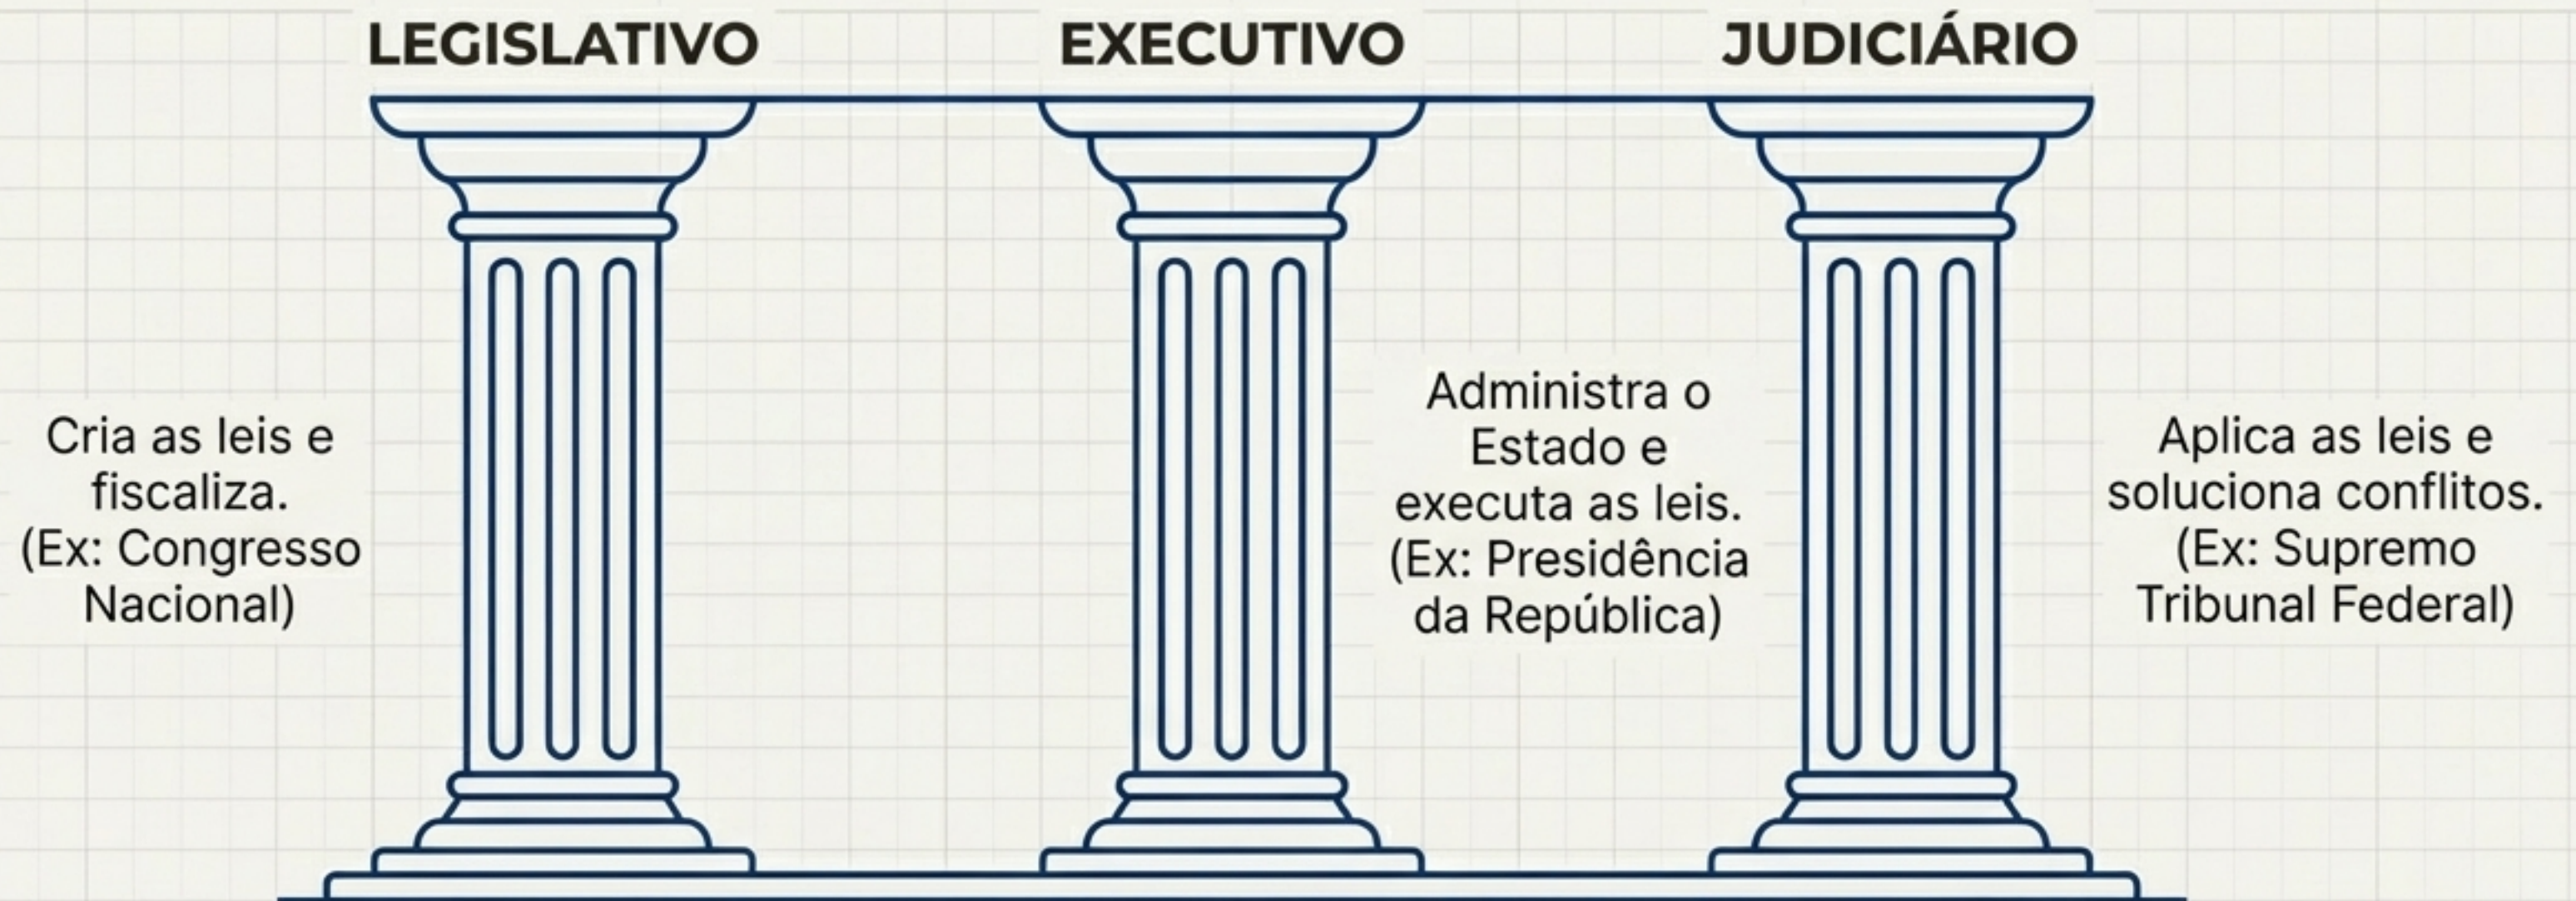 LEGISLATIVO
EXECUTIVO
JUDICIÁRIO
Cria as leis e
fiscaliza.
(Ex: Congresso
Nacional)
Administra o
Estado e
executa as leis.
(Ex: Presidência
da República)
Aplica as leis e
soluciona conflitos.
(Ex: Supremo
Tribunal Federal)